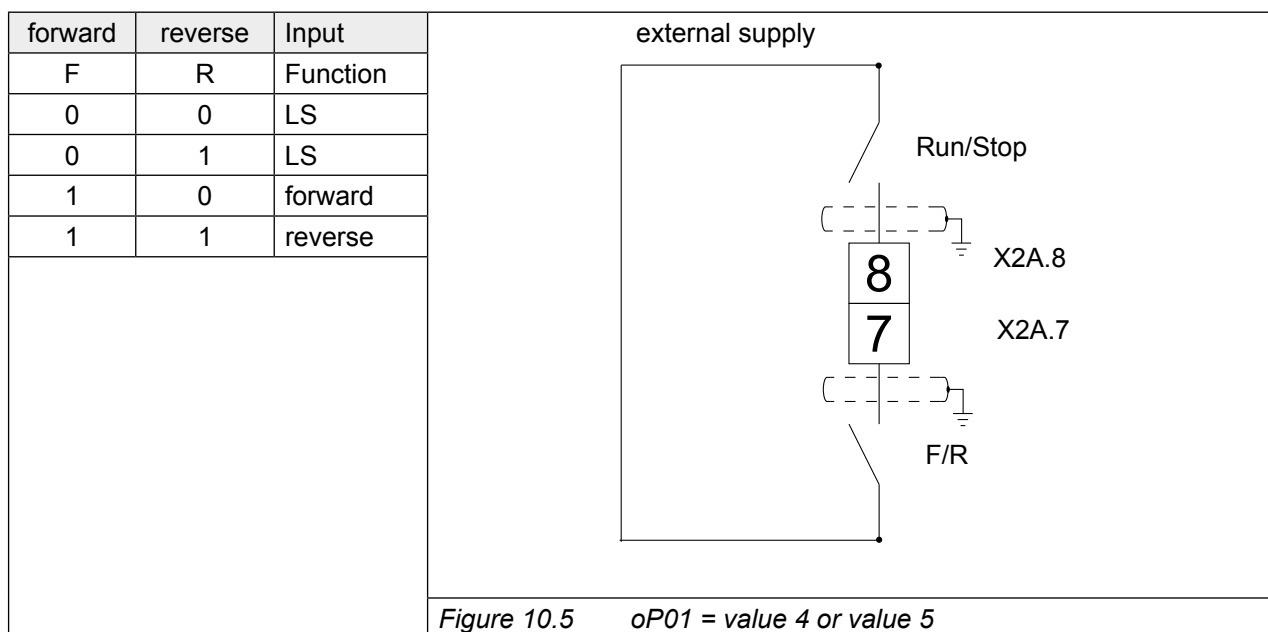 forward reverse Input
F R Function
0 0 LS
0 1 LS
1 0 forward
1 1 reverse
external supply
Run/Stop
X2A.8
8
7
X2A.7
F/R
Figure 10.5 oP01 = value 4 or value 5